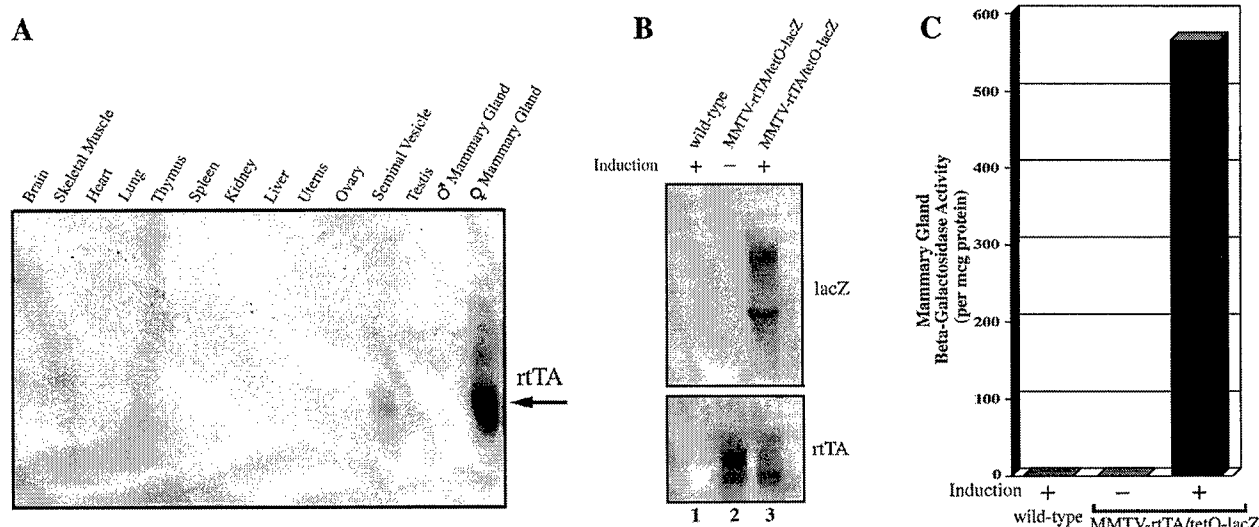 A
Brain
Skeletal Muscle
Heart
Lung
Thymus
Spleen
Kidney
Liver
Uterus
Ovary
Seminal Vesicle
Testis
♂ Mammary Gland
♀ Mammary Gland
rtTA
B
wild-type
MMTV-rtTA/tetO-lacZ
MMTV-rtTA/tetO-lacZ
Induction + − +
lacZ
rtTA
1 2 3
C
Mammary Gland
Beta-Galactosidase Activity
(per mcg protein)
600
500
400
300
200
100
0
Induction + − +
wild-type MMTV-rtTA/tetO-lacZ